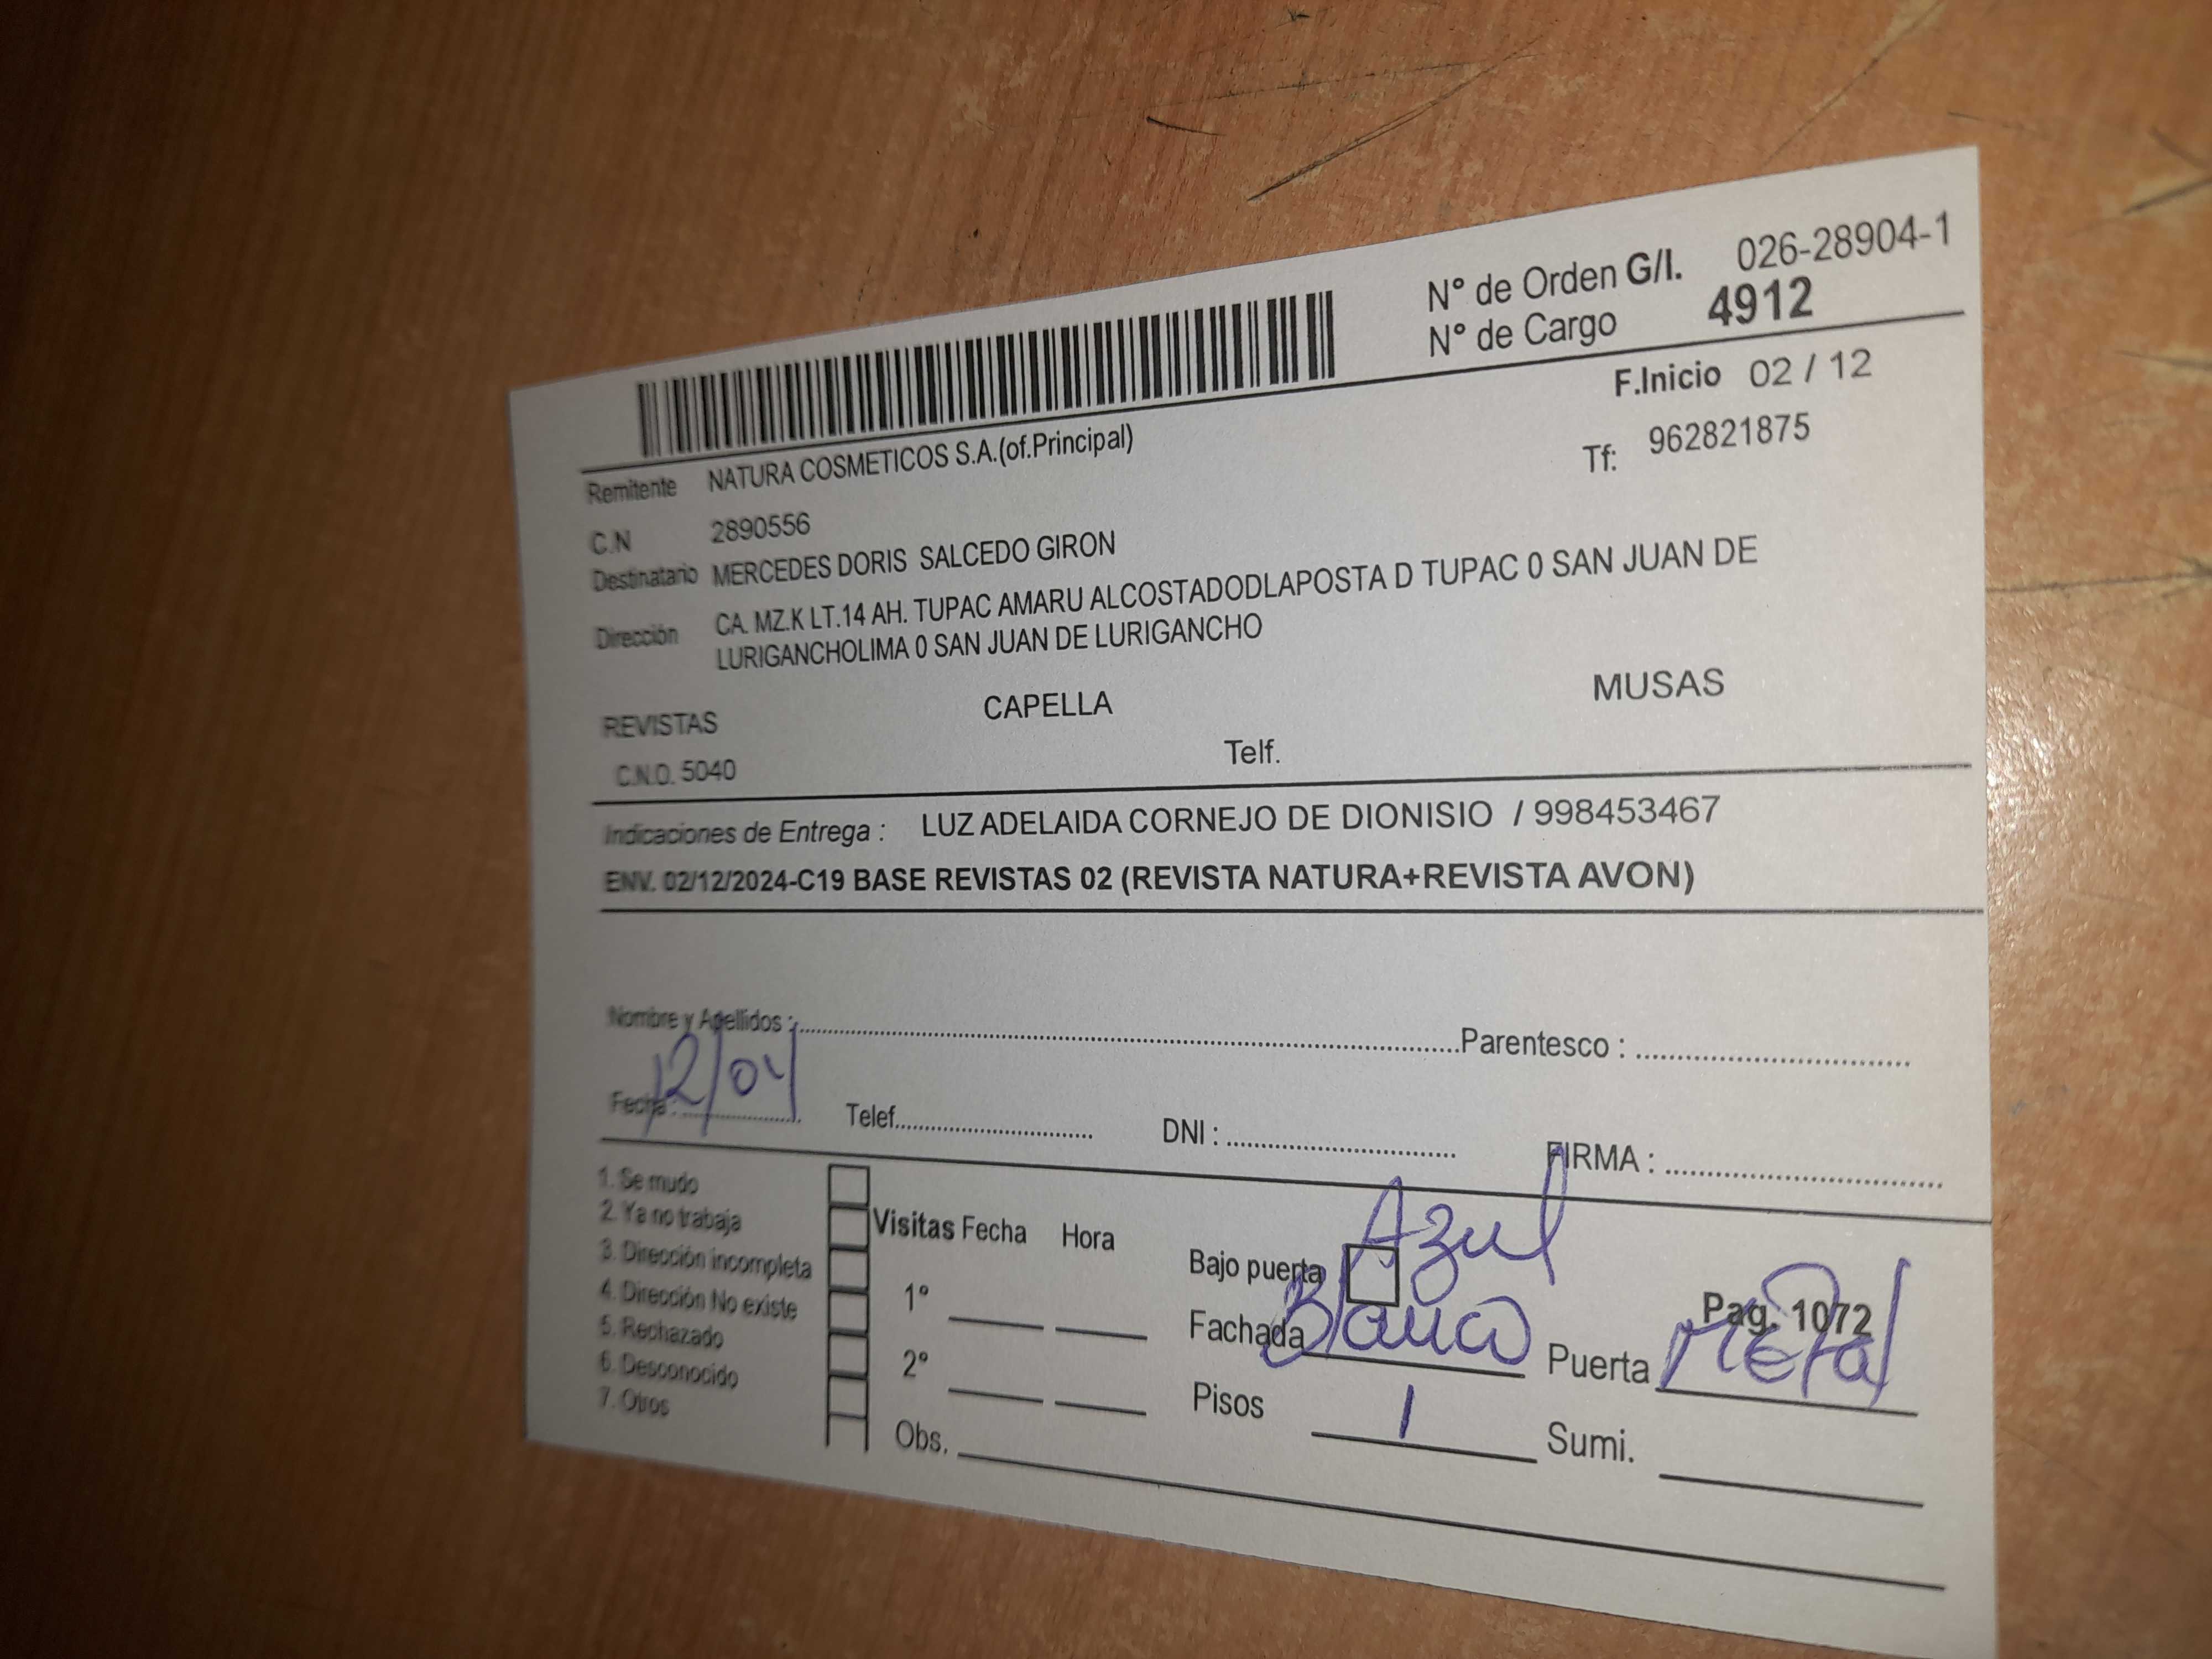 N° de Orden G/I. 026-28904-1
N° de Cargo 4912
F.Inicio 02 / 12
Remitente NATURA COSMETICOS S.A.(of.Principal) Tf: 962821875
C.N 2890556
Destinatario MERCEDES DORIS SALCEDO GIRON
Dirección CA. MZ.K LT.14 AH. TUPAC AMARU ALCOSTADODLAPOSTA D TUPAC 0 SAN JUAN DE
LURIGANCHOLIMA 0 SAN JUAN DE LURIGANCHO
REVISTAS CAPELLA MUSAS
C.N.O. 5040 Telf.
Indicaciones de Entrega : LUZ ADELAIDA CORNEJO DE DIONISIO / 998453467
ENV. 02/12/2024-C19 BASE REVISTAS 02 (REVISTA NATURA+REVISTA AVON)
Nombre y Apellidos : Parentesco :
Fecha : 12/04 Telef. DNI : FIRMA :
1. Se mudo
2. Ya no trabaja
3. Dirección incompleta
4. Dirección No existe
5. Rechazado
6. Desconocido
7. Otros
Visitas Fecha Hora
1°
2°
Obs.
Azul
Bajo puerta
Pag. 1072
Fachada Blanco Puerta Metal
Pisos 1 Sumi.